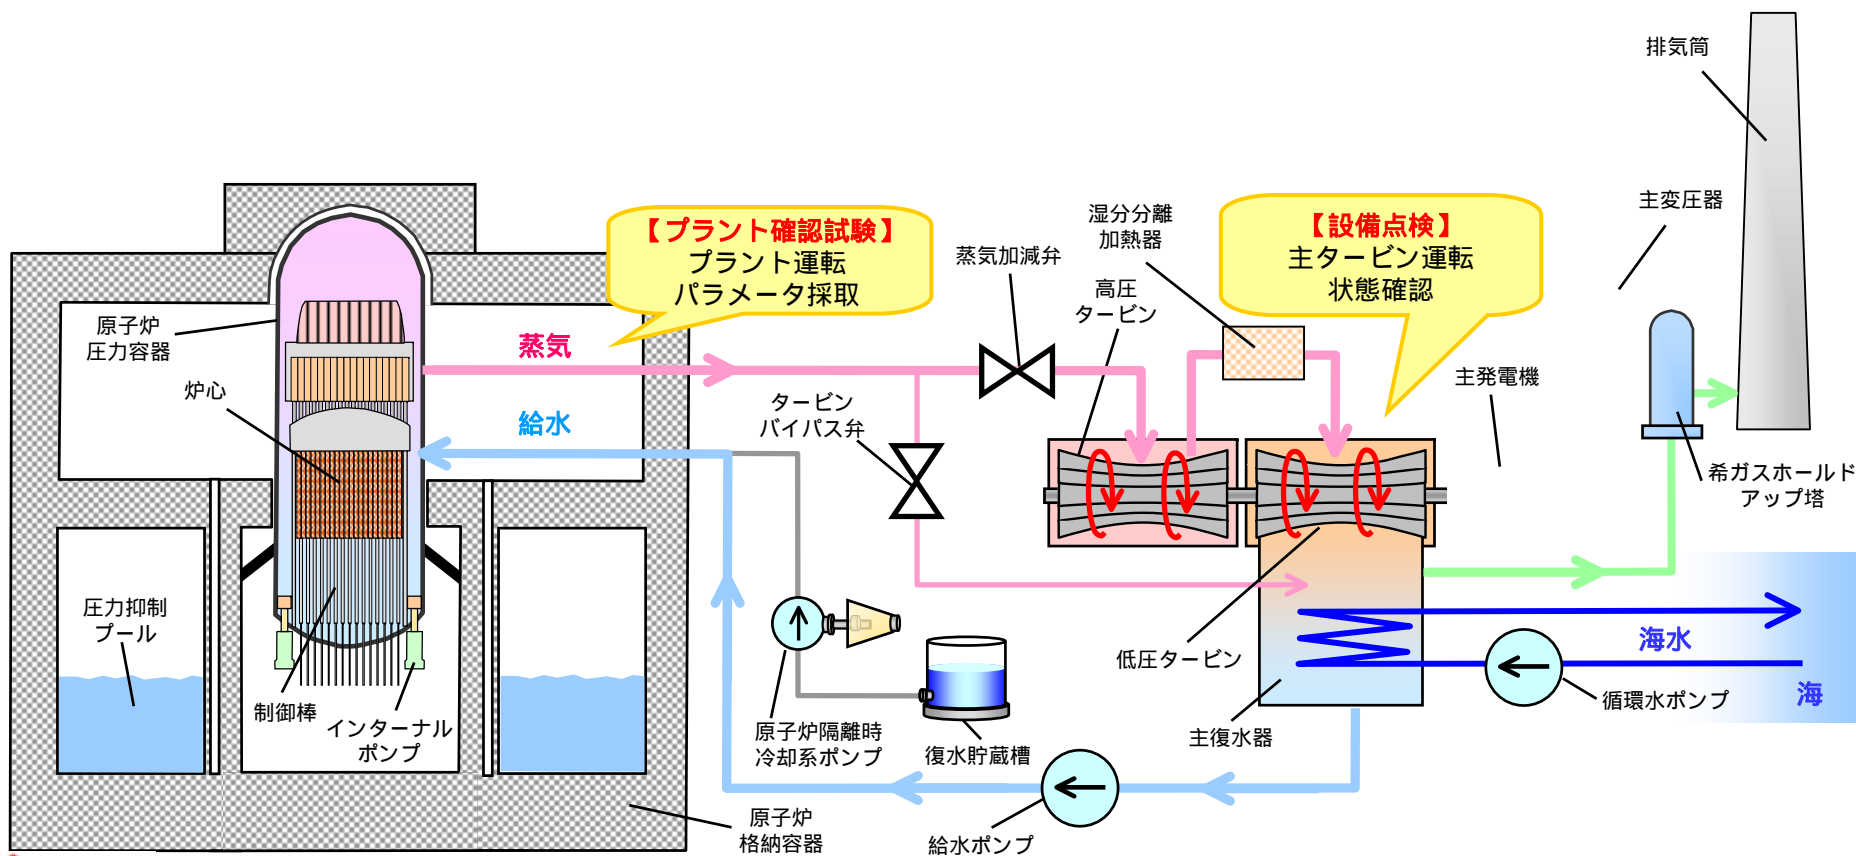 排気筒
主変圧器
【プラント確認試験】
プラント運転
パラメータ採取
蒸気加減弁
湿分分離
加熱器
【設備点検】
主タービン運転
状態確認
高圧
タービン
原子炉
圧力容器
蒸気
炉心
給水
タービン
バイパス弁
主発電機
希ガスホールド
アップ塔
圧力抑制
プール
制御棒
インターナル
ポンプ
原子炉隔離時
冷却系ポンプ
復水貯蔵槽
低圧タービン
主復水器
海水
循環水ポンプ
海
原子炉
格納容器
給水ポンプ